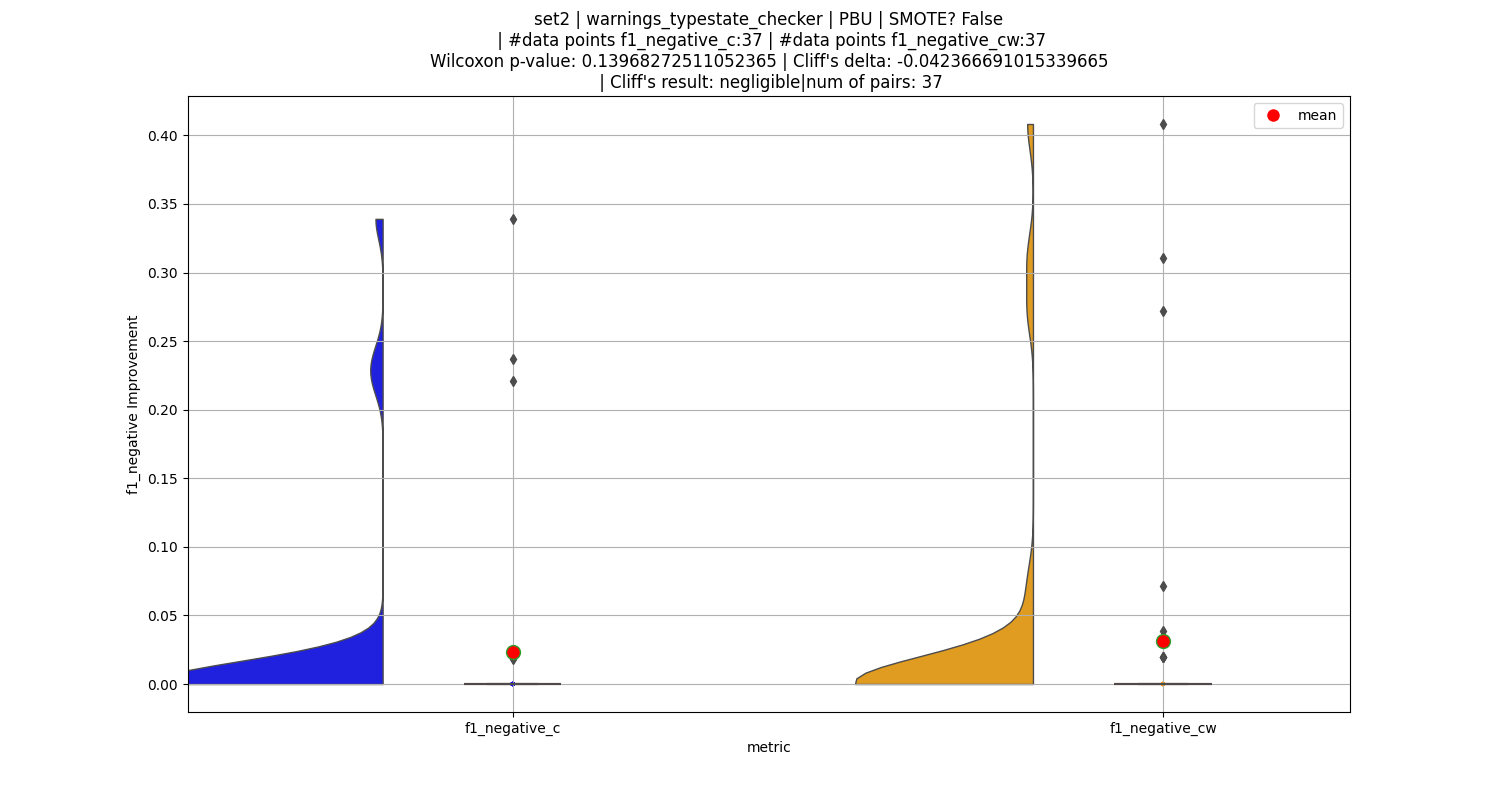 set2 | warnings_typestate_checker | PBU | SMOTE? False
| #data points f1_negative_c:37 | #data points f1_negative_cw:37
Wilcoxon p-value: 0.13968272511052365 | Cliff's delta: -0.042366691015339665
| Cliff's result: negligible|num of pairs: 37
mean
0.40
0.35
0.30
0.25
0.20
0.15
0.10
0.05
0.00
f1_negative Improvement
f1_negative_c
f1_negative_cw
metric